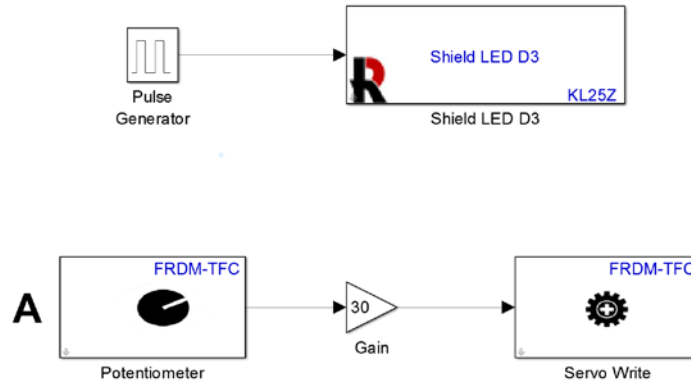 Shield LED D3
KL25Z
Pulse
Generator
Shield LED D3
A
FRDM-TFC
30
FRDM-TFC
Potentiometer
Gain
Servo Write